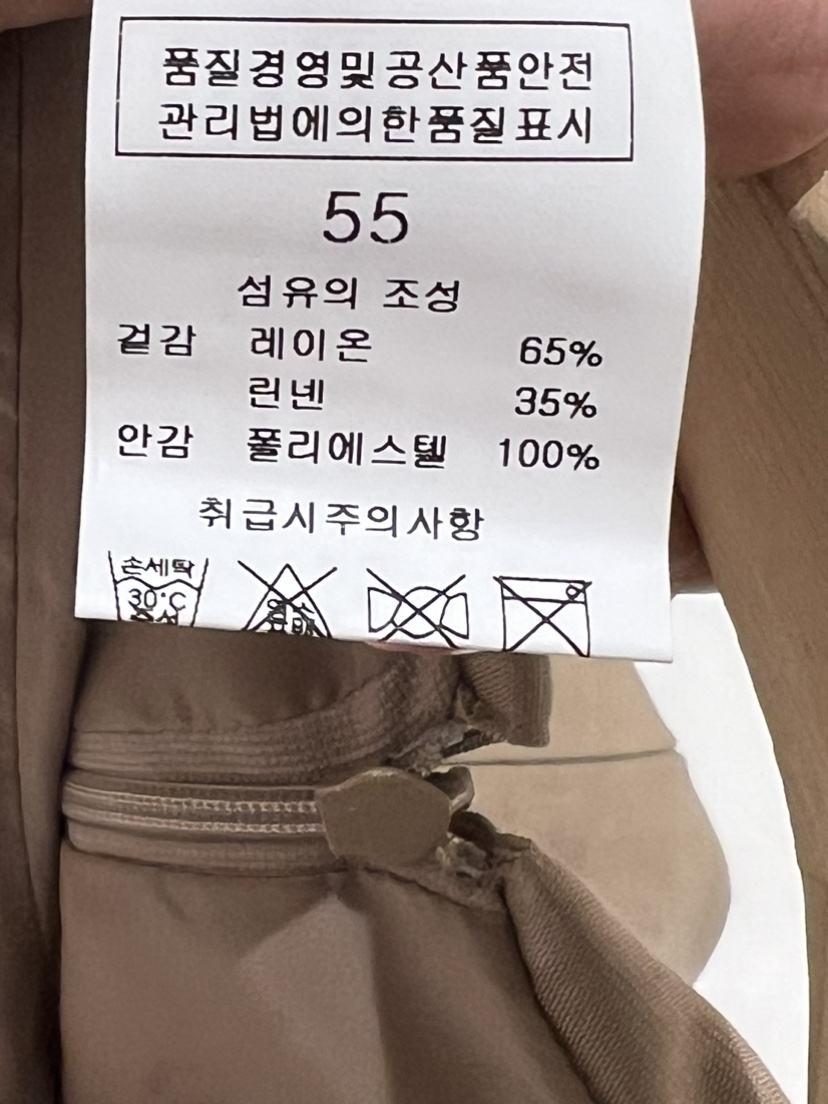 품질경영및공산품안전
관리법에의한품질표시
55
섬유의 조성
겉감 레이온 65%
린넨 35%
안감 폴리에스텔 100%
취급시주의사항
손세탁
30°C